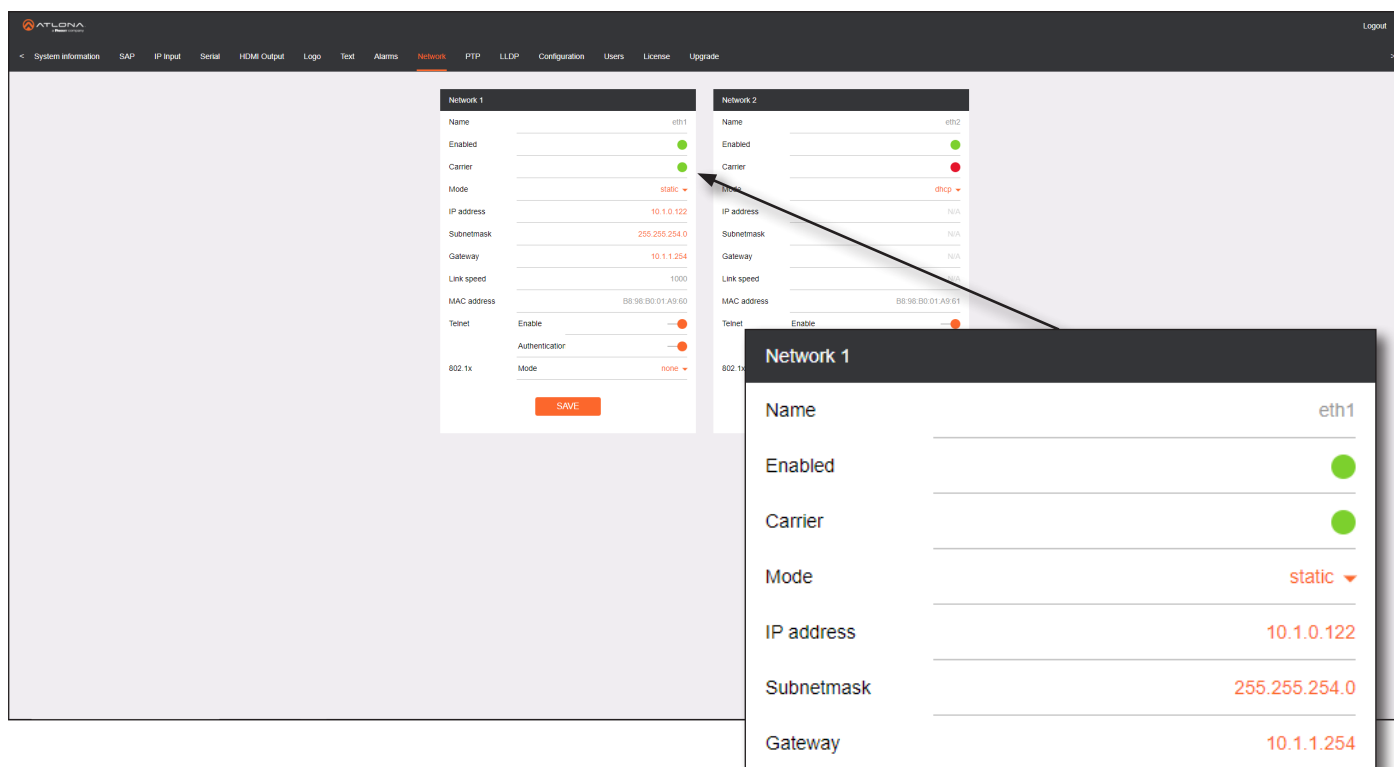 ATLONA
Logout
< System information SAP IP Input Serial HDMI Output Logo Text Alarms Network PTP LLDP Configuration Users License Upgrade >
Network 1
Name eth1
Enabled
Carrier
Mode static
IP address 10.1.0.122
Subnetmask 255.255.254.0
Gateway 10.1.1.254
Link speed 1000
MAC address B8:98:B0:01:A9:60
Telnet Enable
Authentication
802.1x Mode none
SAVE
Network 2
Name eth2
Enabled
Carrier
Mode dhcp
IP address N/A
Subnetmask N/A
Gateway N/A
Link speed N/A
MAC address B8:98:B0:01:A9:61
Telnet Enable
802.1x
Network 1
Name eth1
Enabled
Carrier
Mode static
IP address 10.1.0.122
Subnetmask 255.255.254.0
Gateway 10.1.1.254